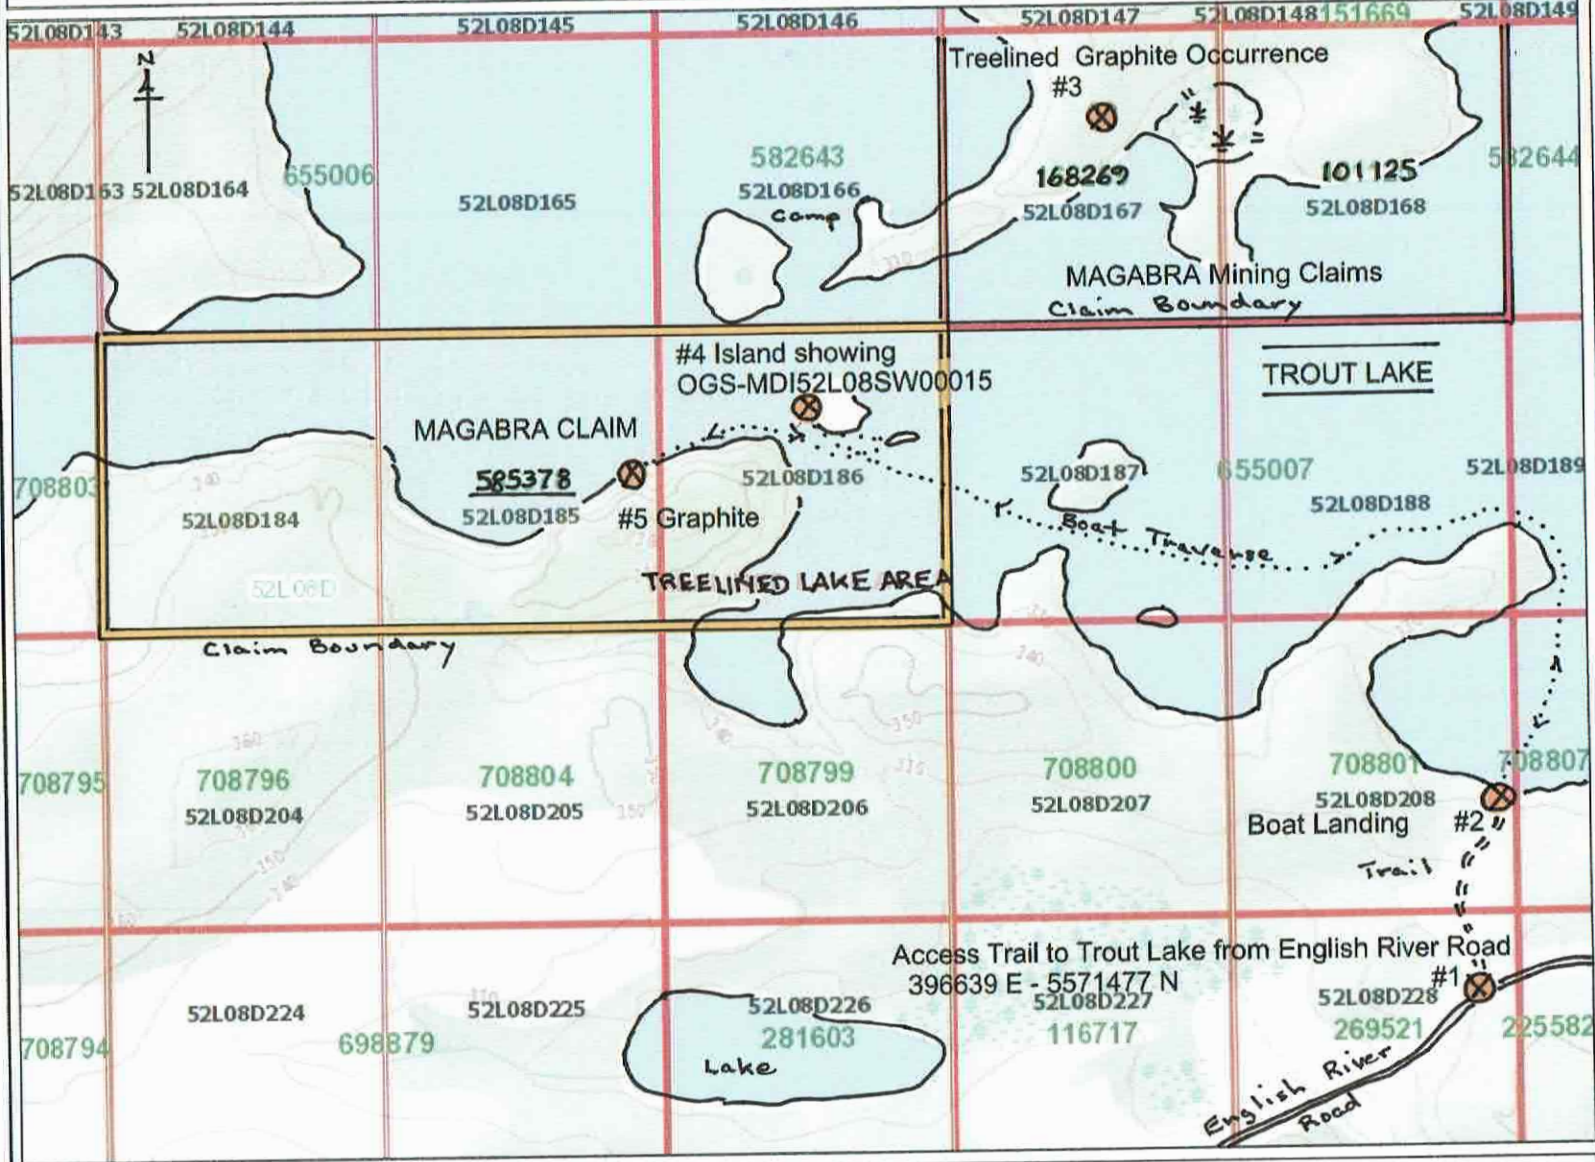 52L08D143 52L08D144 52L08D145 52L08D146 52L08D147 52L08D148 151669 52L08D149
N
Treelined Graphite Occurrence
#3
582643
655006
52L08D163 52L08D164 52L08D165 52L08D166
Camp
168269
52L08D167
101125
52L08D168
582644
MAGABRA Mining Claims
Claim Boundary
#4 Island showing
OGS-MDI52L08SW00015
TROUT LAKE
MAGABRA CLAIM
585378
708803
52L08D184 52L08D185
#5 Graphite
52L08D186
52L08D187
655007
52L08D188
52L08D189
Boat Traverse
52L08D
TREELINED LAKE AREA
Claim Boundary
708795 708796 708804 708799 708800 708801 708807
52L08D204 52L08D205 52L08D206 52L08D207 52L08D208
Boat Landing #2
Trail
Access Trail to Trout Lake from English River Road
396639 E - 5571477 N
#1
52L08D224 52L08D225 52L08D226 52L08D227 52L08D228
708794 698879 281603 116717 269521 225582
Lake
English River
Road